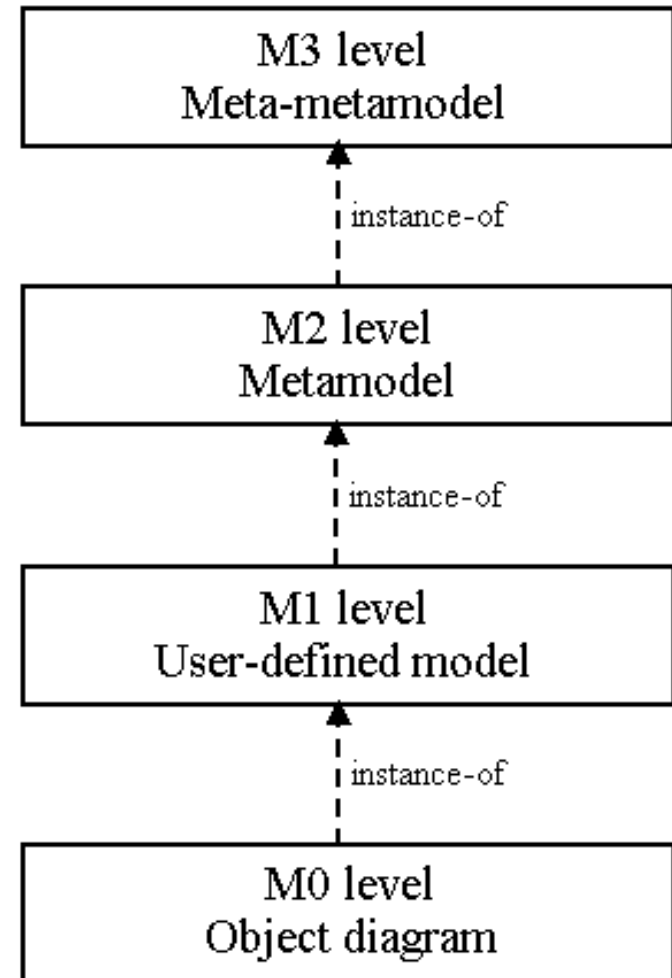 M3 level
Meta-metamodel
instance-of
M2 level
Metamodel
instance-of
M1 level
User-defined model
instance-of
M0 level
Object diagram